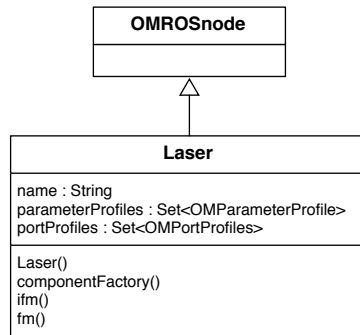 OMROSnode
Laser
name : String
parameterProfiles : Set<OMParameterProfile>
portProfiles : Set<OMPortProfiles>
Laser()
componentFactory()
ifm()
fm()